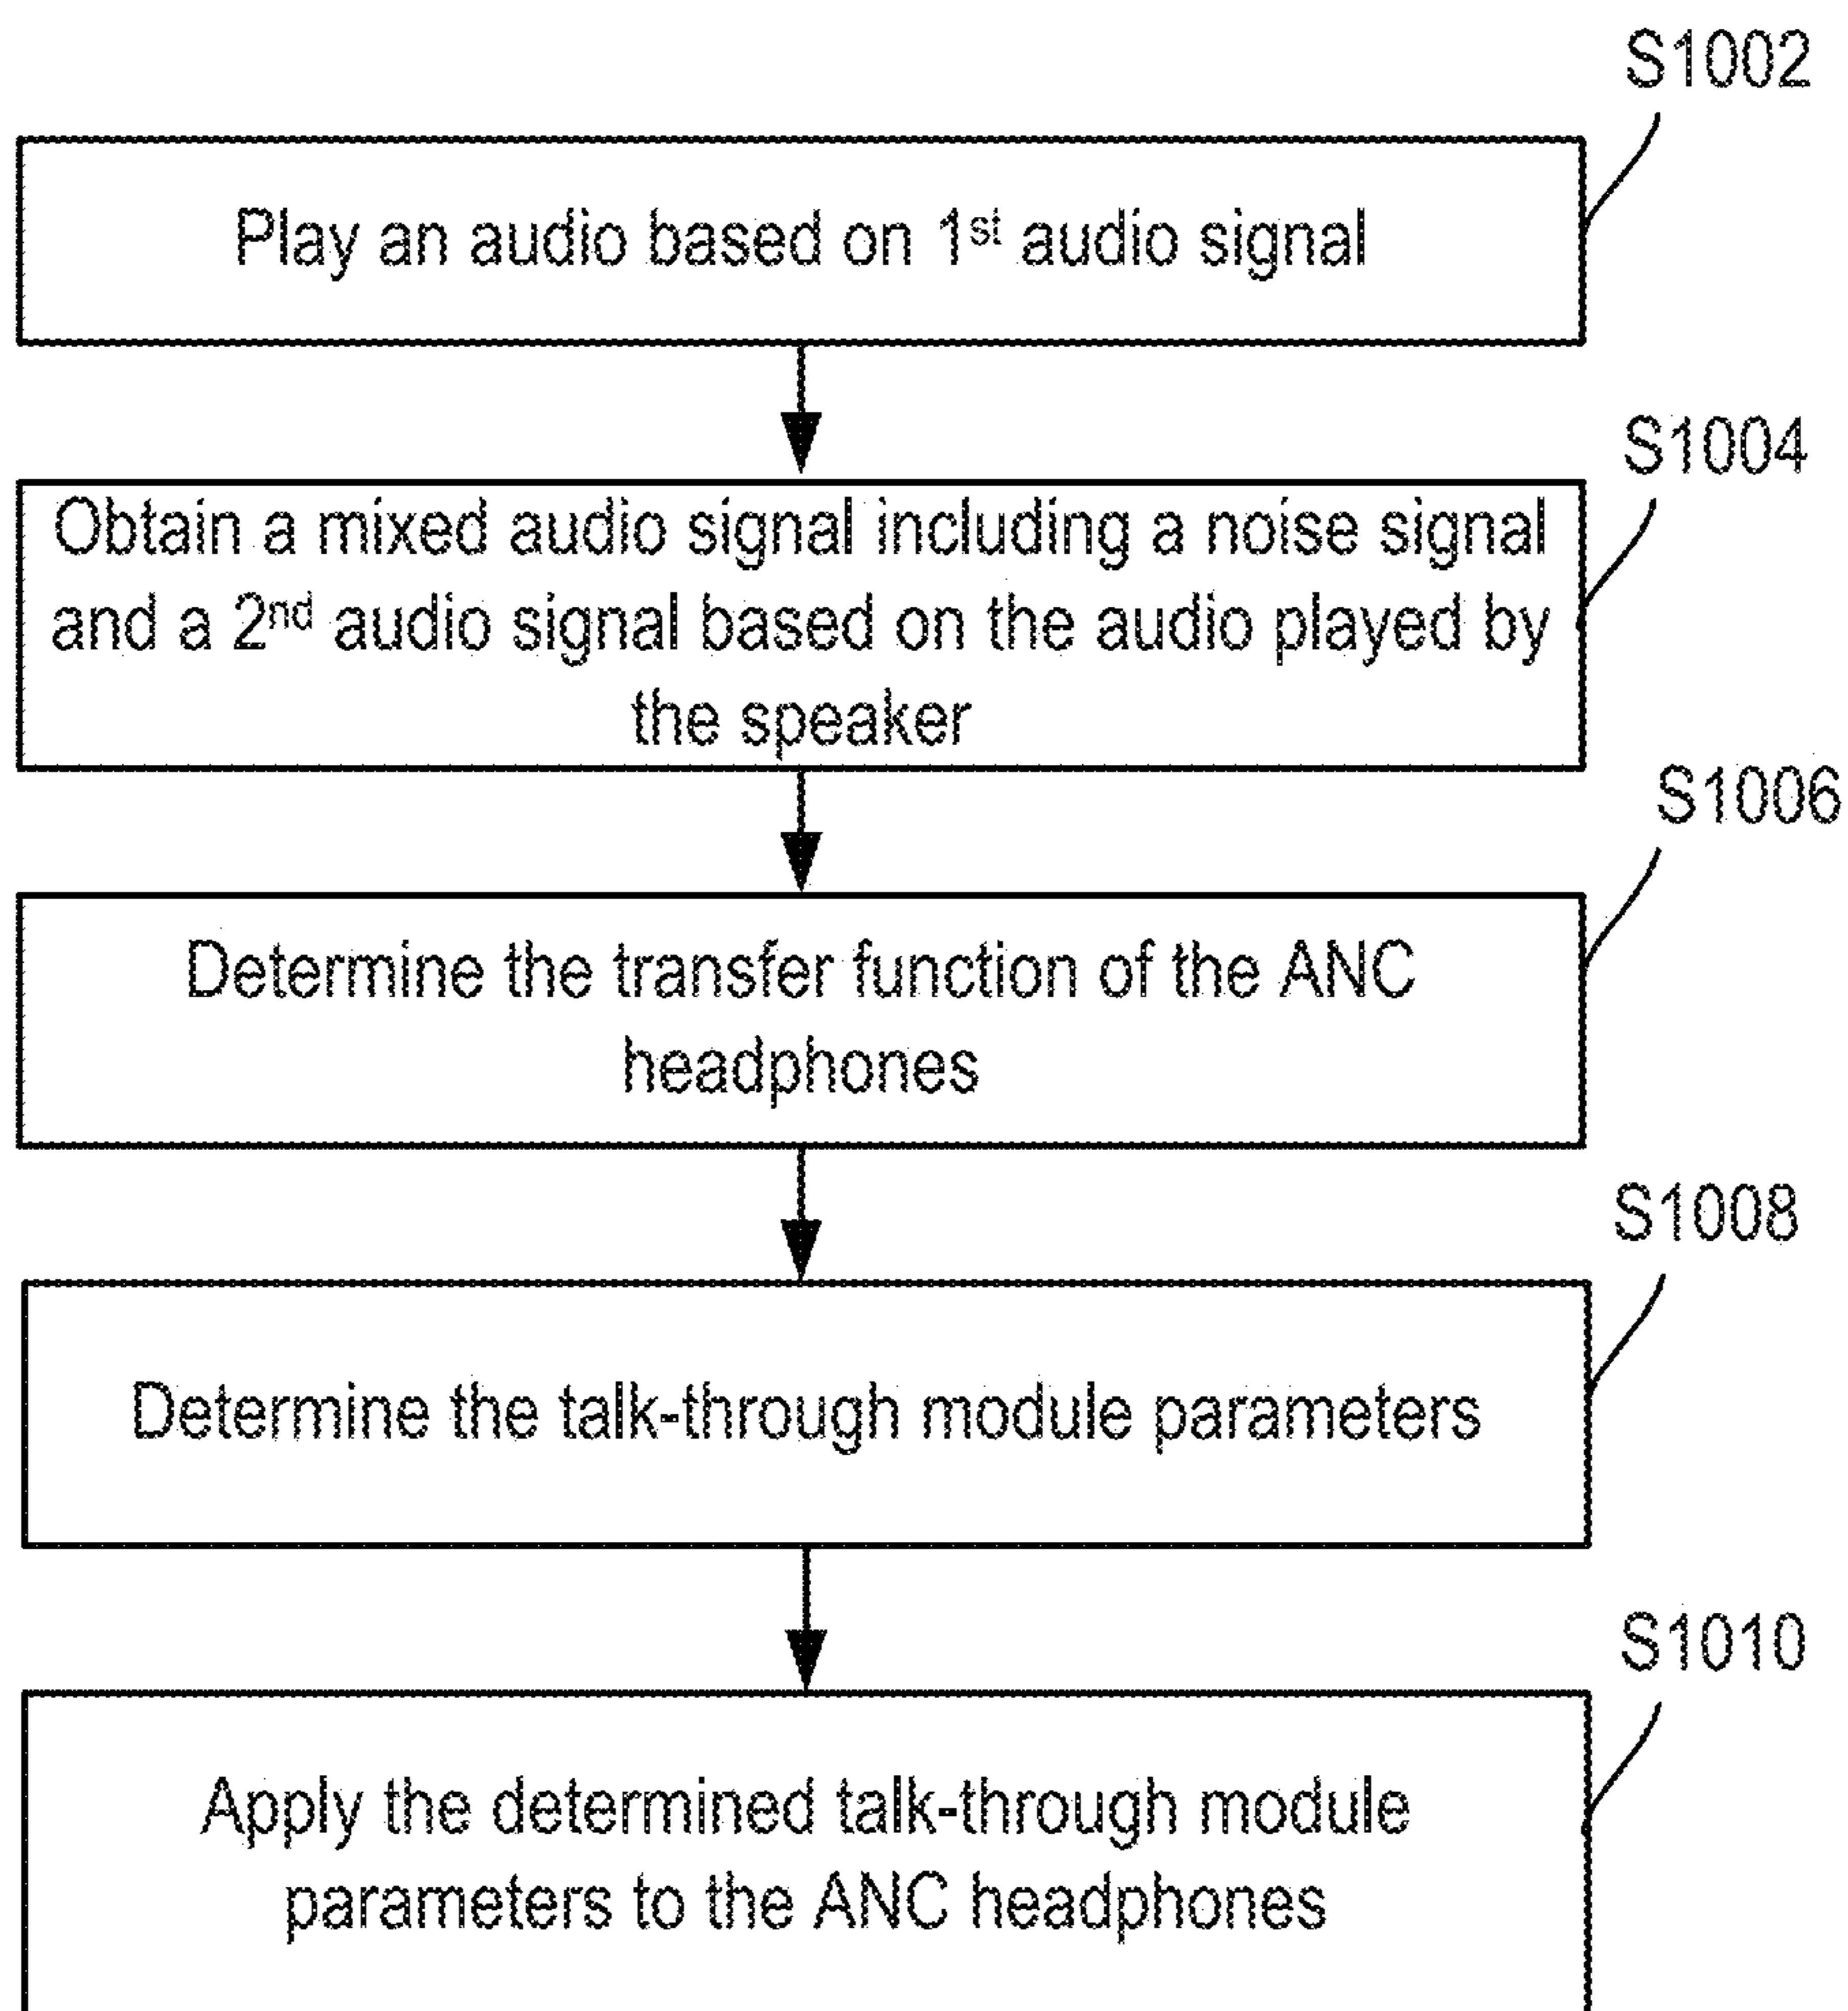 S1002
Play an audio based on 1st audio signal
S1004
Obtain a mixed audio signal including a noise signal
and a 2nd audio signal based on the audio played by
the speaker
S1006
Determine the transfer function of the ANC
headphones
S1008
Determine the talk-through module parameters
S1010
Apply the determined talk-through module
parameters to the ANC headphones